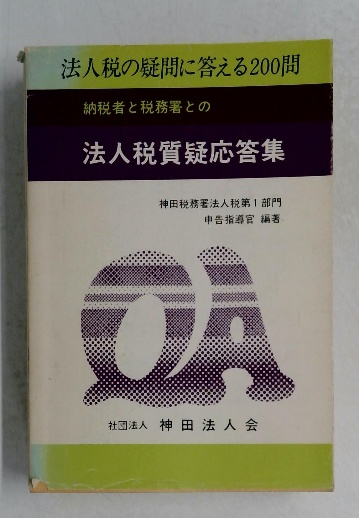 法人税の疑問に答える200問
納税者と税務署との
法人税質疑応答集
神田税務署法人税第1部門
申告指導官 編著
QA
社団法人 神田法人会